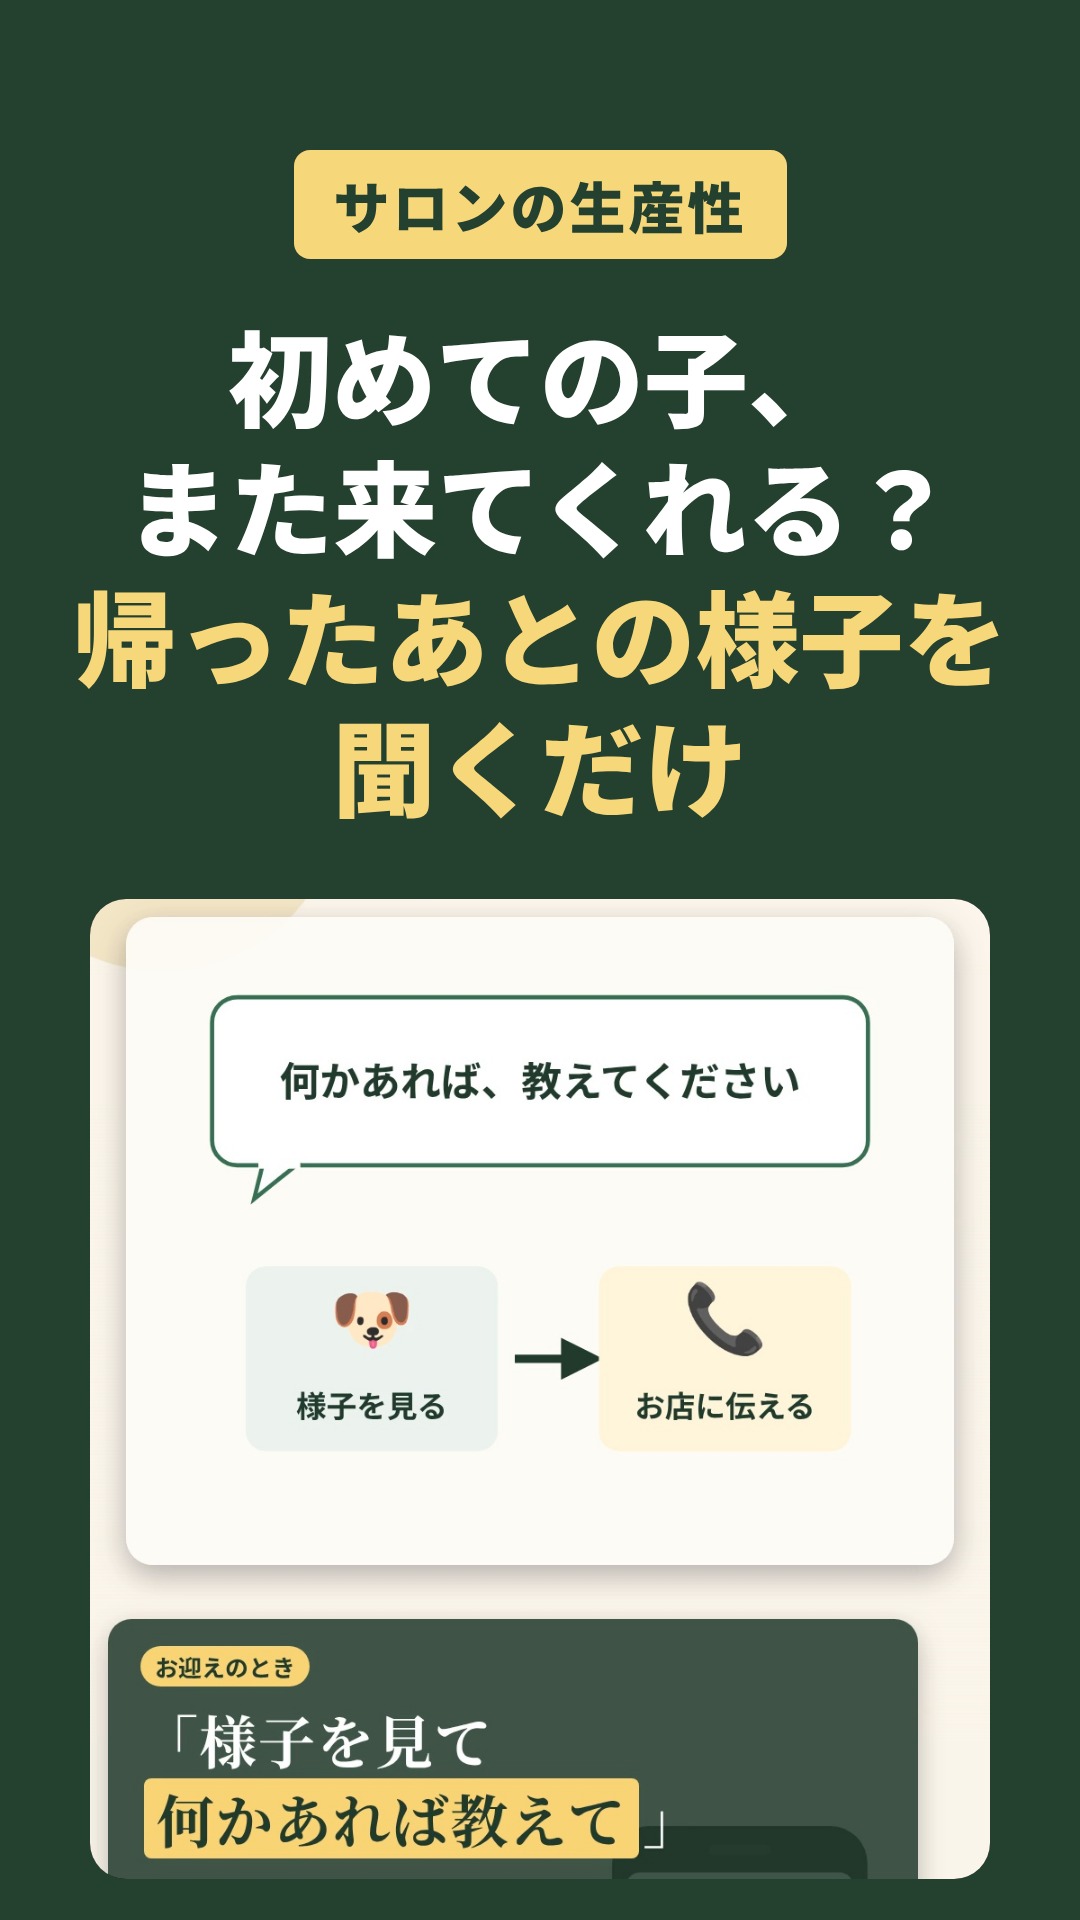 サロンの生産性
初めての子、
また来てくれる？
帰ったあとの様子を
聞くだけ
何かあれば、教えてください
様子を見る
お店に伝える
お迎えのとき
「様子を見て
何かあれば教えて」